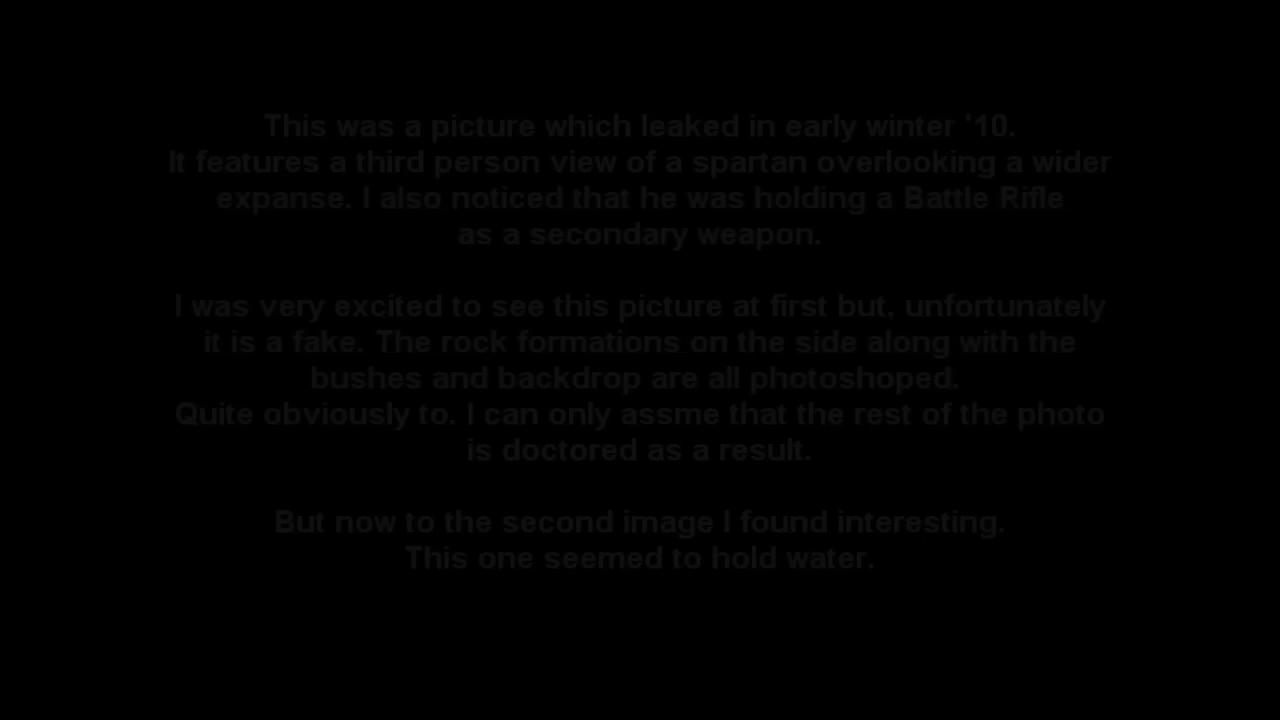 This was a picture which leaked in early winter '10.
It features a third person view of a spartan overlooking a wider
expanse. I also noticed that he was holding a Battle Rifle
as a secondary weapon.
I was very excited to see this picture at first but, unfortunately
it is a fake. The rock formations on the side along with the
bushes and backdrop are all photoshoped.
Quite obviously to. I can only assme that the rest of the photo
is doctored as a result.
But now to the second image I found interesting.
This one seemed to hold water.